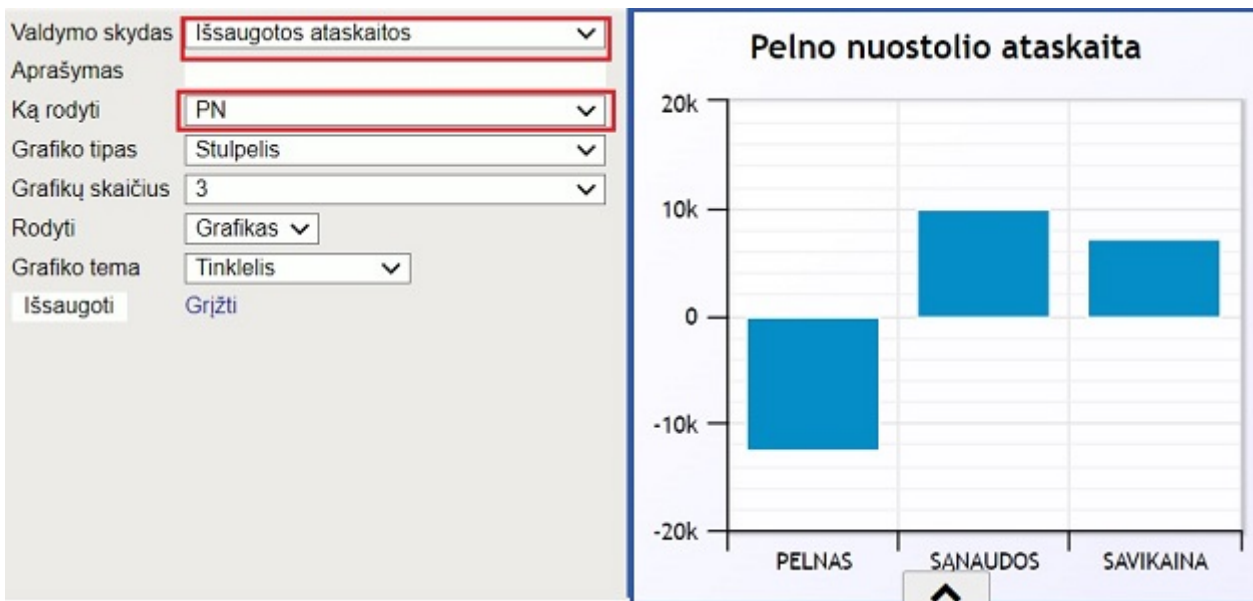 Valdymo skydas Išsaugotos ataskaitos
Aprašymas
Ką rodyti PN
Grafiko tipas Stulpelis
Grafikų skaičius 3
Rodyti Grafikas
Grafiko tema Tinklelis
Išsaugoti Grįžti
Pelno nuostolio ataskaita
20k
10k
0
-10k
-20k
PELNAS SĄNAUDOS SAVIKAINA